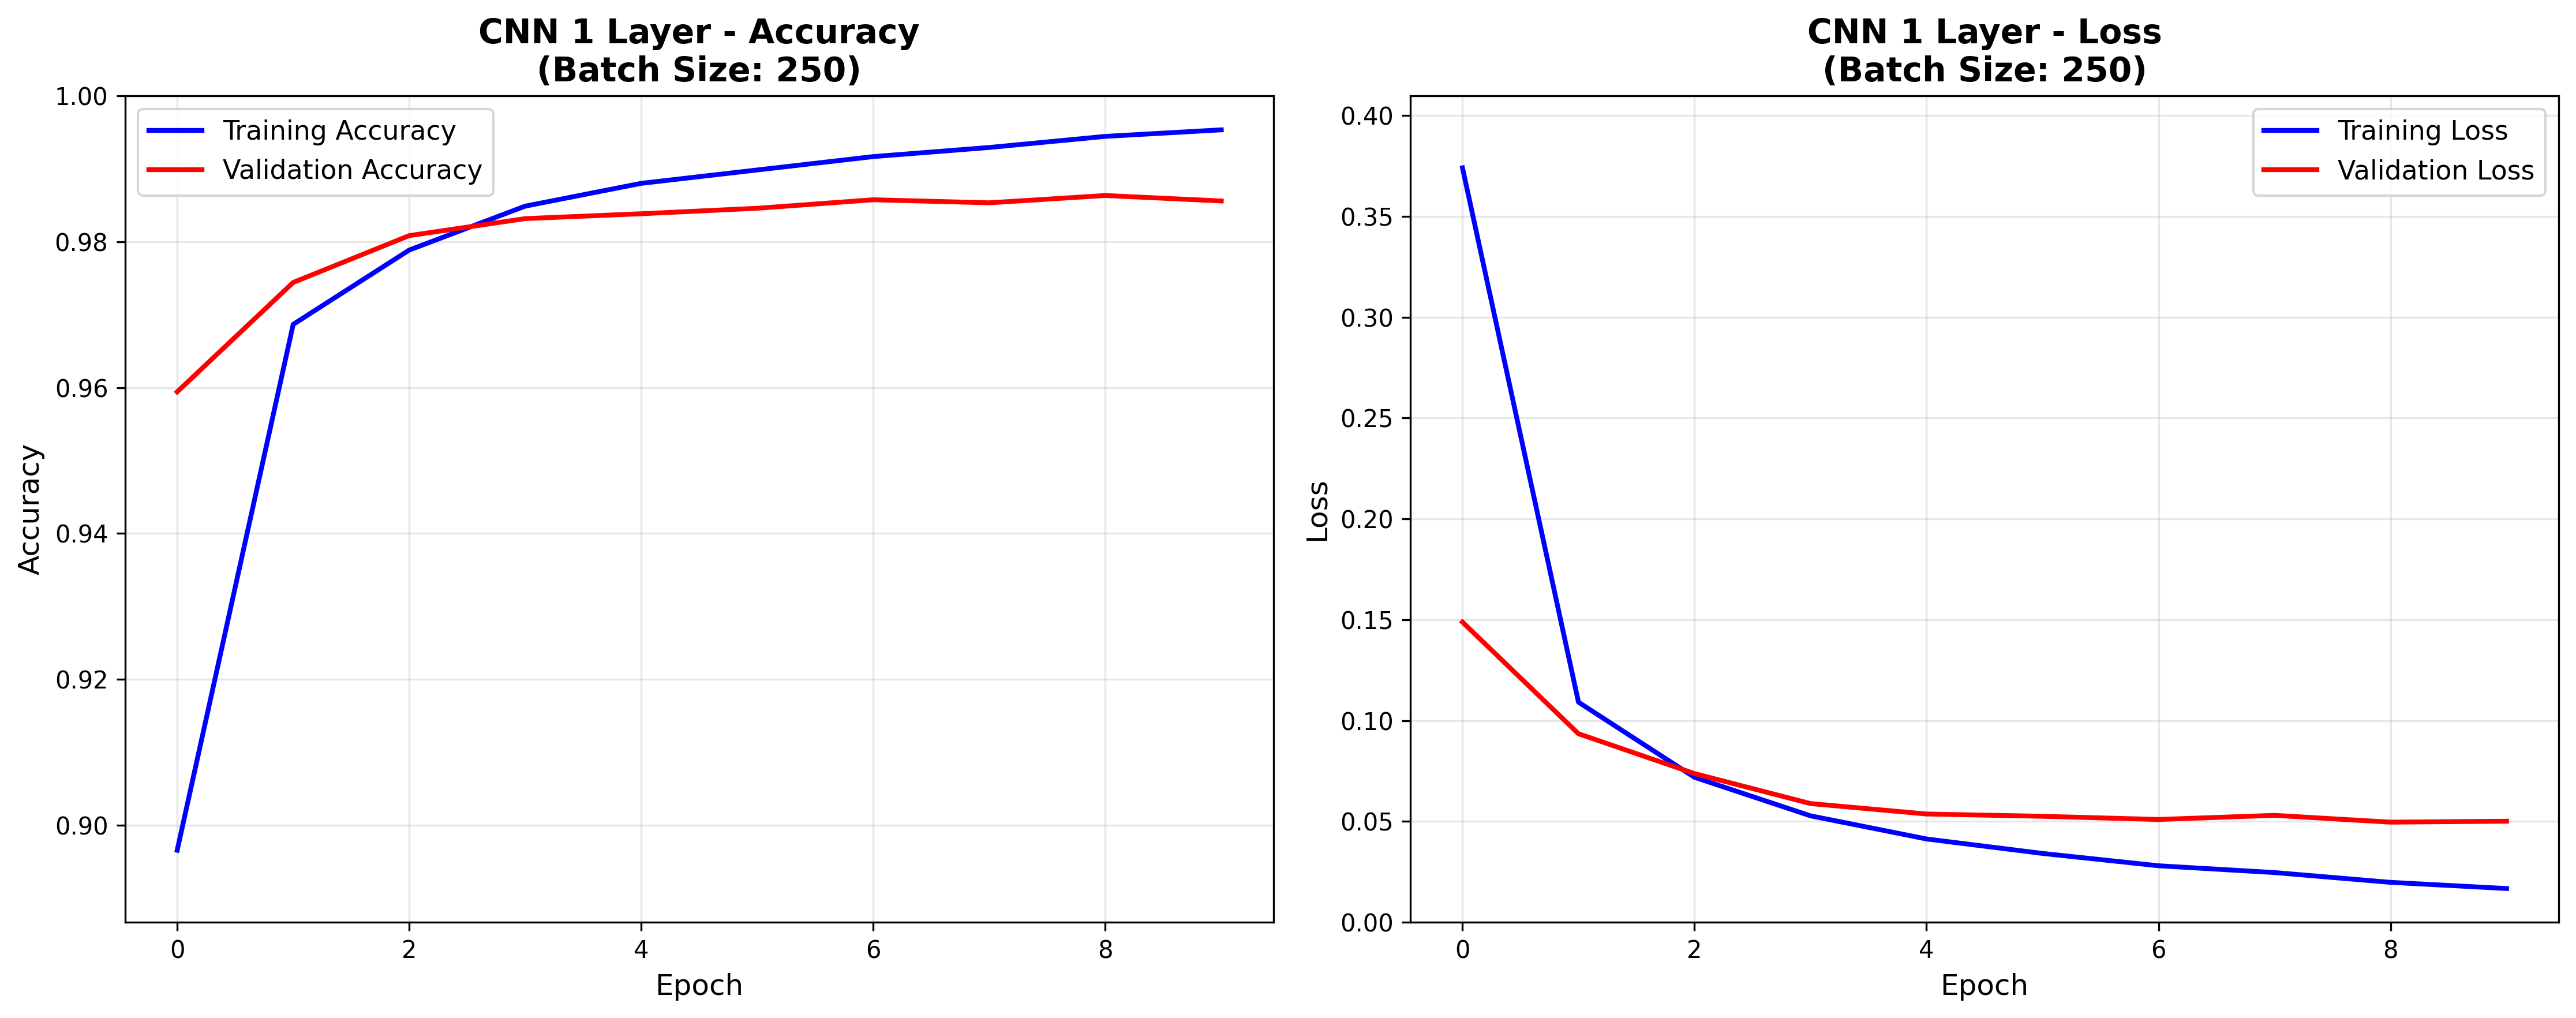 CNN 1 Layer - Accuracy
(Batch Size: 250)
Training Accuracy
Validation Accuracy
1.00
0.98
0.96
0.94
0.92
0.90
Accuracy
0
2
4
6
8
Epoch
CNN 1 Layer - Loss
(Batch Size: 250)
Training Loss
Validation Loss
0.40
0.35
0.30
0.25
0.20
0.15
0.10
0.05
0.00
Loss
0
2
4
6
8
Epoch